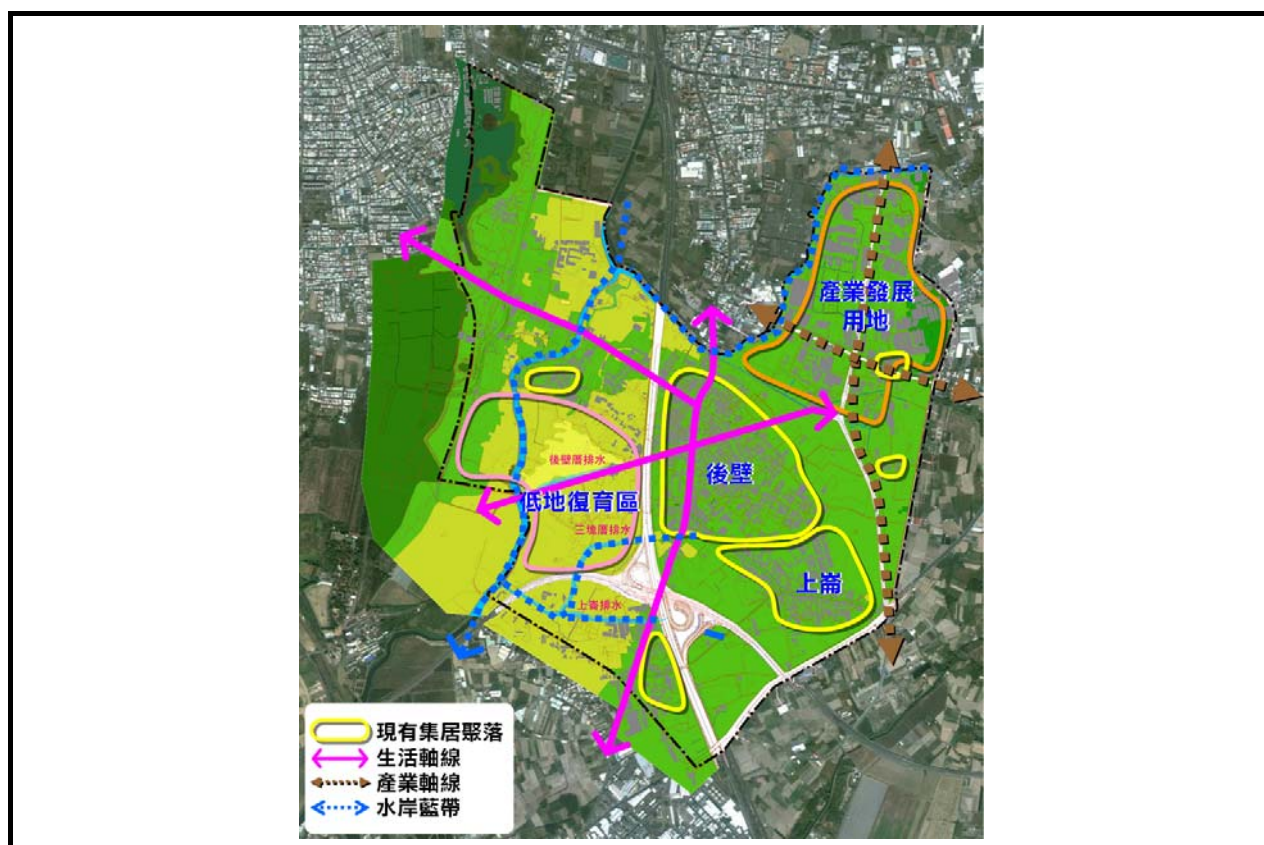 產業發展
用地
後壁厝排水
後壁
低地復育區
三塊厝排水
上崙
上崙排水
現有集居聚落
生活軸線
產業軸線
水岸藍帶